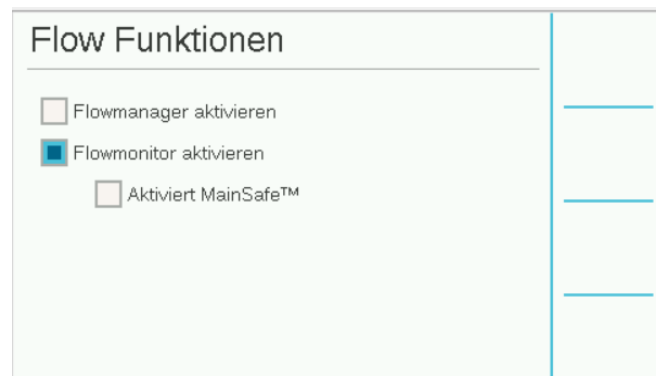 Flow Funktionen
Flowmanager aktivieren
Flowmonitor aktivieren
Aktiviert MainSafe™